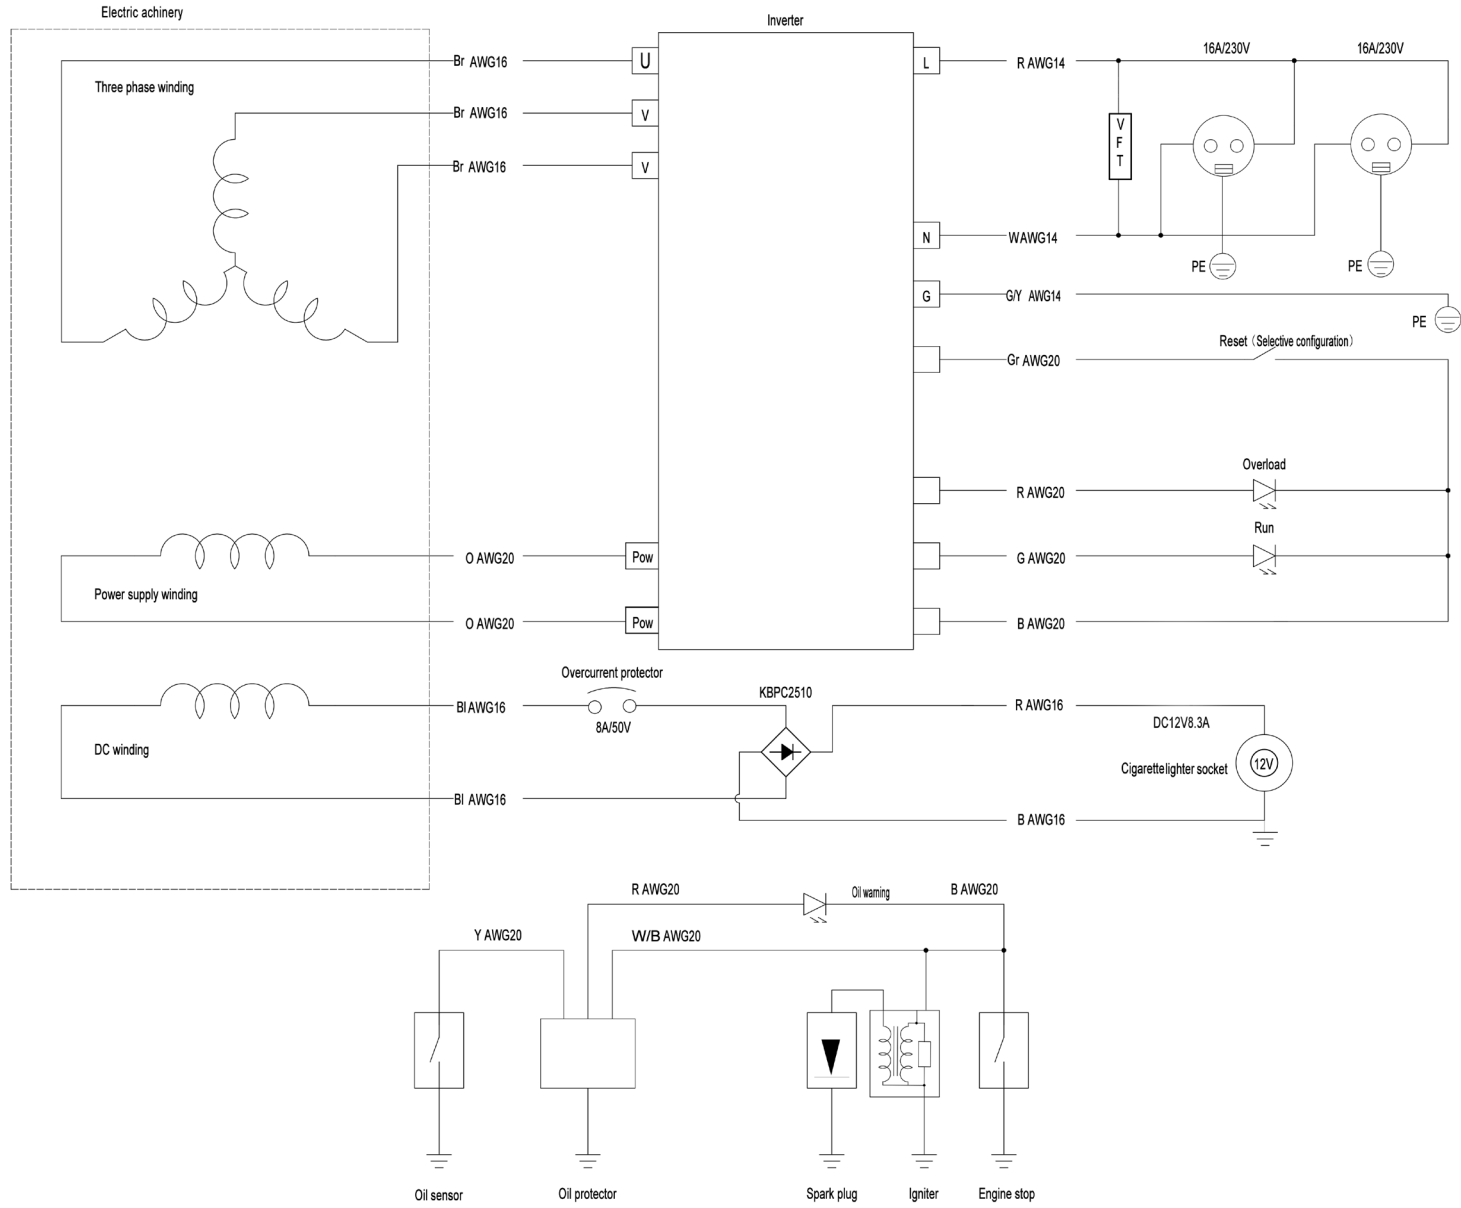 Electric achinery
Inverter
Br AWG16
U
L
R AWG14
16A/230V
16A/230V
Three phase winding
Br AWG16
V
V
F
T
Br AWG16
V
N
WAWG14
PE
PE
G
G/Y AWG14
PE
Reset (Selective configuration)
Gr AWG20
Overload
R AWG20
Run
O AWG20
Pow
G AWG20
Power supply winding
O AWG20
Pow
B AWG20
Overcurrent protector
KBPC2510
Bl AWG16
R AWG16
8A/50V
DC12V8.3A
DC winding
12V
Cigarettelighter socket
Bl AWG16
B AWG16
R AWG20
Oil warning
B AWG20
Y AWG20
W/B AWG20
Oil sensor
Oil protector
Spark plug
Igniter
Engine stop